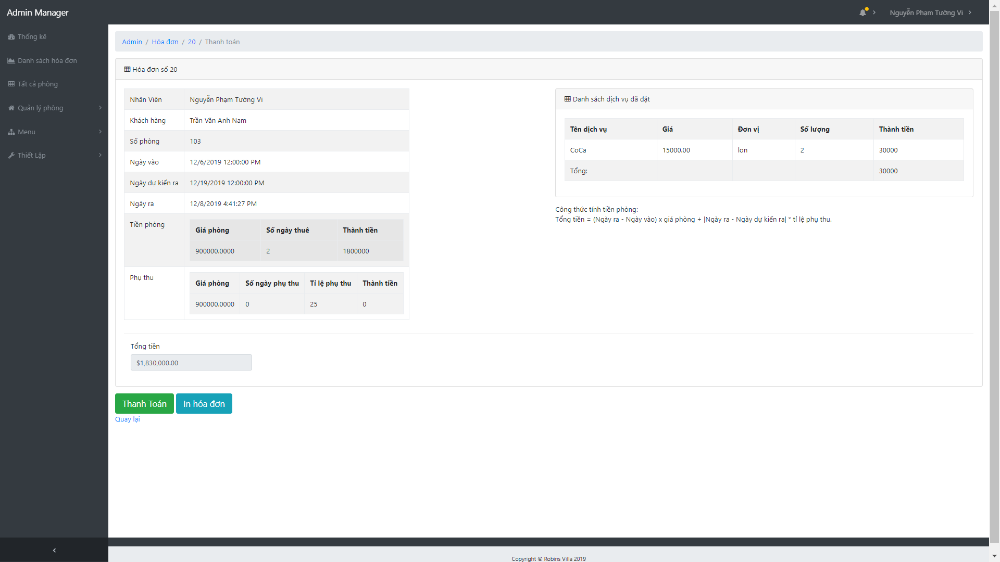 Admin Manager
Nguyễn Phạm Tường Vi
Thống kê
Danh sách hóa đơn
Tất cả phòng
Quản lý phòng
Menu
Thiết Lập
Admin / Hóa đơn / 20 / Thanh toán
Hóa đơn số 20
Nhân Viên Nguyễn Phạm Tường Vi
Khách hàng Trần Văn Anh Nam
Số phòng 103
Ngày vào 12/6/2019 12:00:00 PM
Ngày dự kiến ra 12/19/2019 12:00:00 PM
Ngày ra 12/8/2019 4:41:27 PM
Tiền phòng
Giá phòng Số ngày thuê Thành tiền
900000.0000 2 1800000
Phụ thu
Giá phòng Số ngày phụ thu Tỉ lệ phụ thu Thành tiền
900000.0000 0 25 0
Danh sách dịch vụ đã đặt
Tên dịch vụ Giá Đơn vị Số lượng Thành tiền
CoCa 15000.00 lon 2 30000
Tổng: 30000
Công thức tính tiền phòng:
Tổng tiền = (Ngày ra - Ngày vào) x giá phòng + |Ngày ra - Ngày dự kiến ra| * tỉ lệ phụ thu.
Tổng tiền
$1,830,000.00
Thanh Toán In hóa đơn
Quay lại
Copyright © Robins Villa 2019